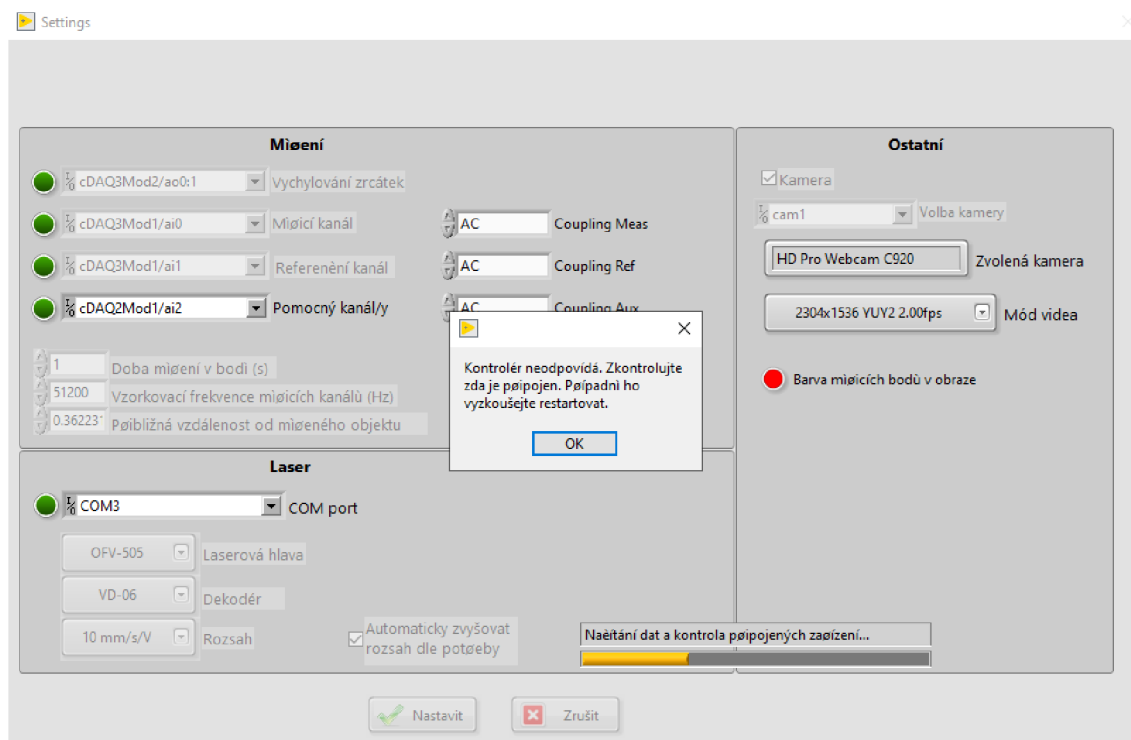 Settings
Mìøení
cDAQ3Mod2/ao0:1 Vychylování zrcátek
cDAQ3Mod1/ai0 Mìøicí kanál AC Coupling Meas
cDAQ3Mod1/ai1 Referenèní kanál AC Coupling Ref
cDAQ2Mod1/ai2 Pomocný kanál/y AC Coupling Aux
1 Doba mìøení v bodì (s)
51200 Vzorkovací frekvence mìøicích kanálù (Hz)
0.36223 Pøibližná vzdálenost od mìøeného objektu
Kontrolér neodpovídá. Zkontrolujte
zda je pøipojen. Pøípadnì ho
vyzkoušejte restartovat.
OK
Ostatní
Kamera
cam1 Volba kamery
HD Pro Webcam C920 Zvolená kamera
2304x1536 YUY2 2.00fps Mód videa
Barva mìøicích bodù v obraze
Laser
COM3 COM port
OFV-505 Laserová hlava
VD-06 Dekodér
10 mm/s/V Rozsah
Automaticky zvyšovat
rozsah dle potøeby
Naèítání dat a kontrola pøipojených zaøízení...
Nastavit Zrušit